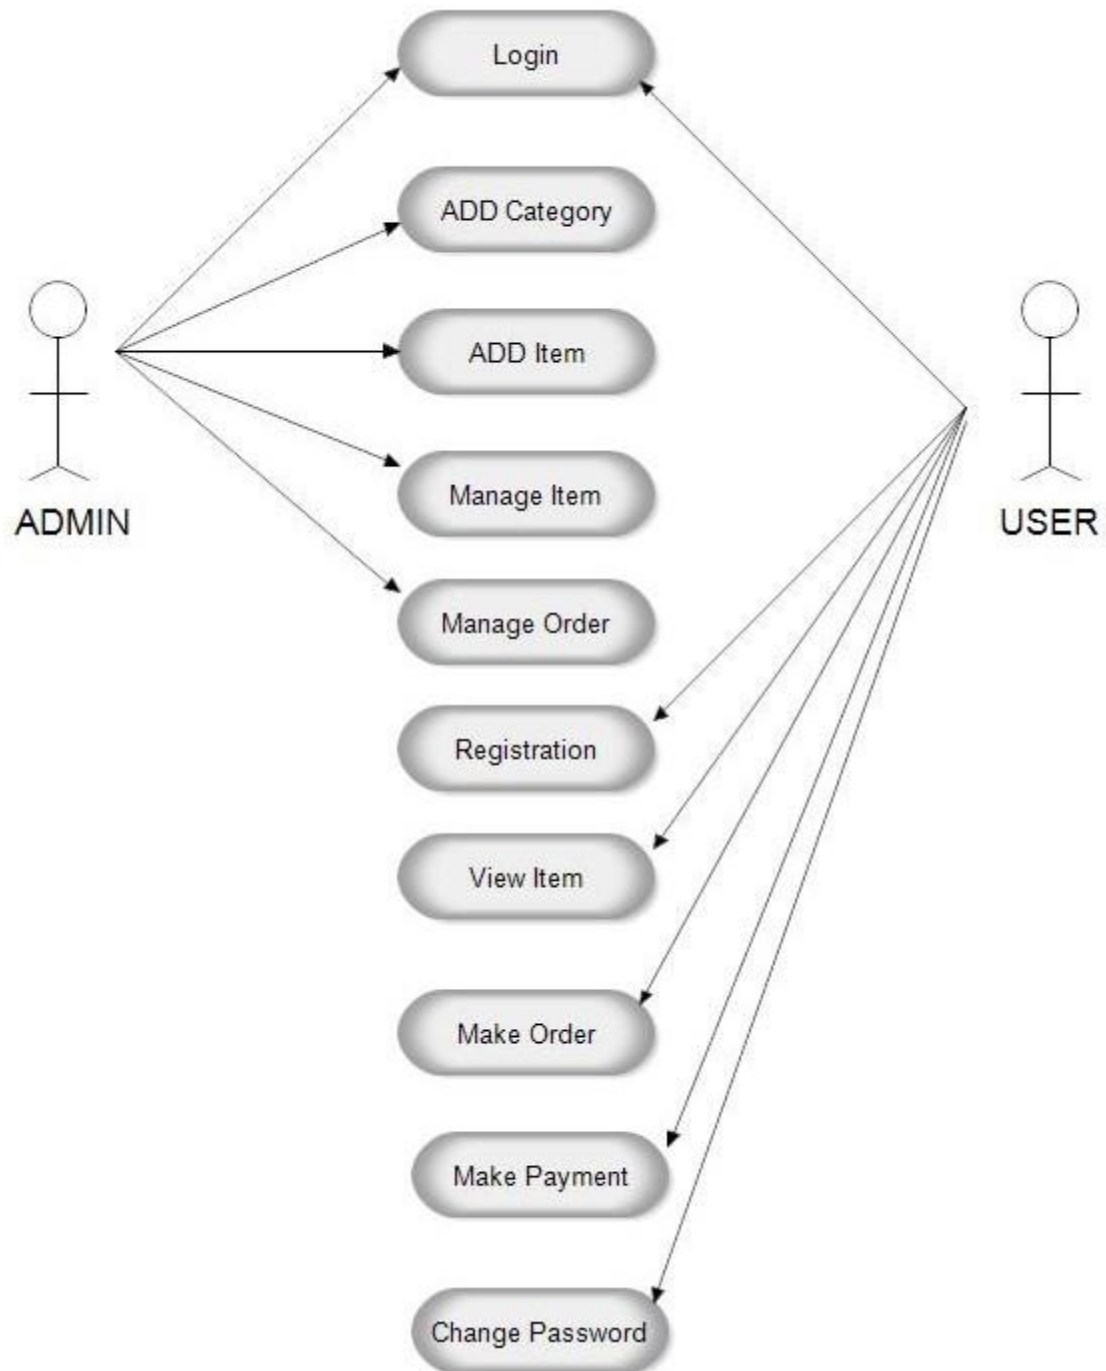 Login
ADD Category
ADD Item
Manage Item
ADMIN
USER
Manage Order
Registration
View Item
Make Order
Make Payment
Change Password